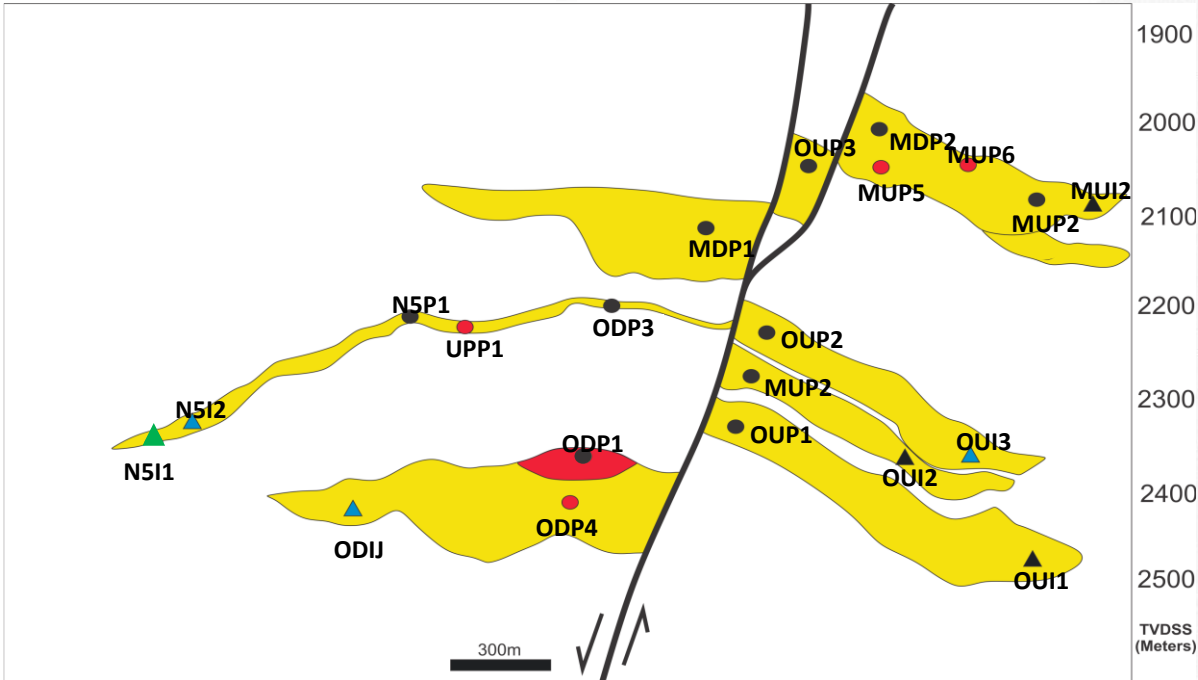 1900
2000
OUP3
MDP2
MUP6
MUP5
MUI2
2100
MUP2
MDP1
2200
N5P1
UPP1
ODP3
OUP2
2300
MUP2
N5I2
OUP1
ODP1
OUI3
N5I1
OUI2
2400
ODP4
ODIJ
OUI1
2500
TVDSS
(Meters)
300m